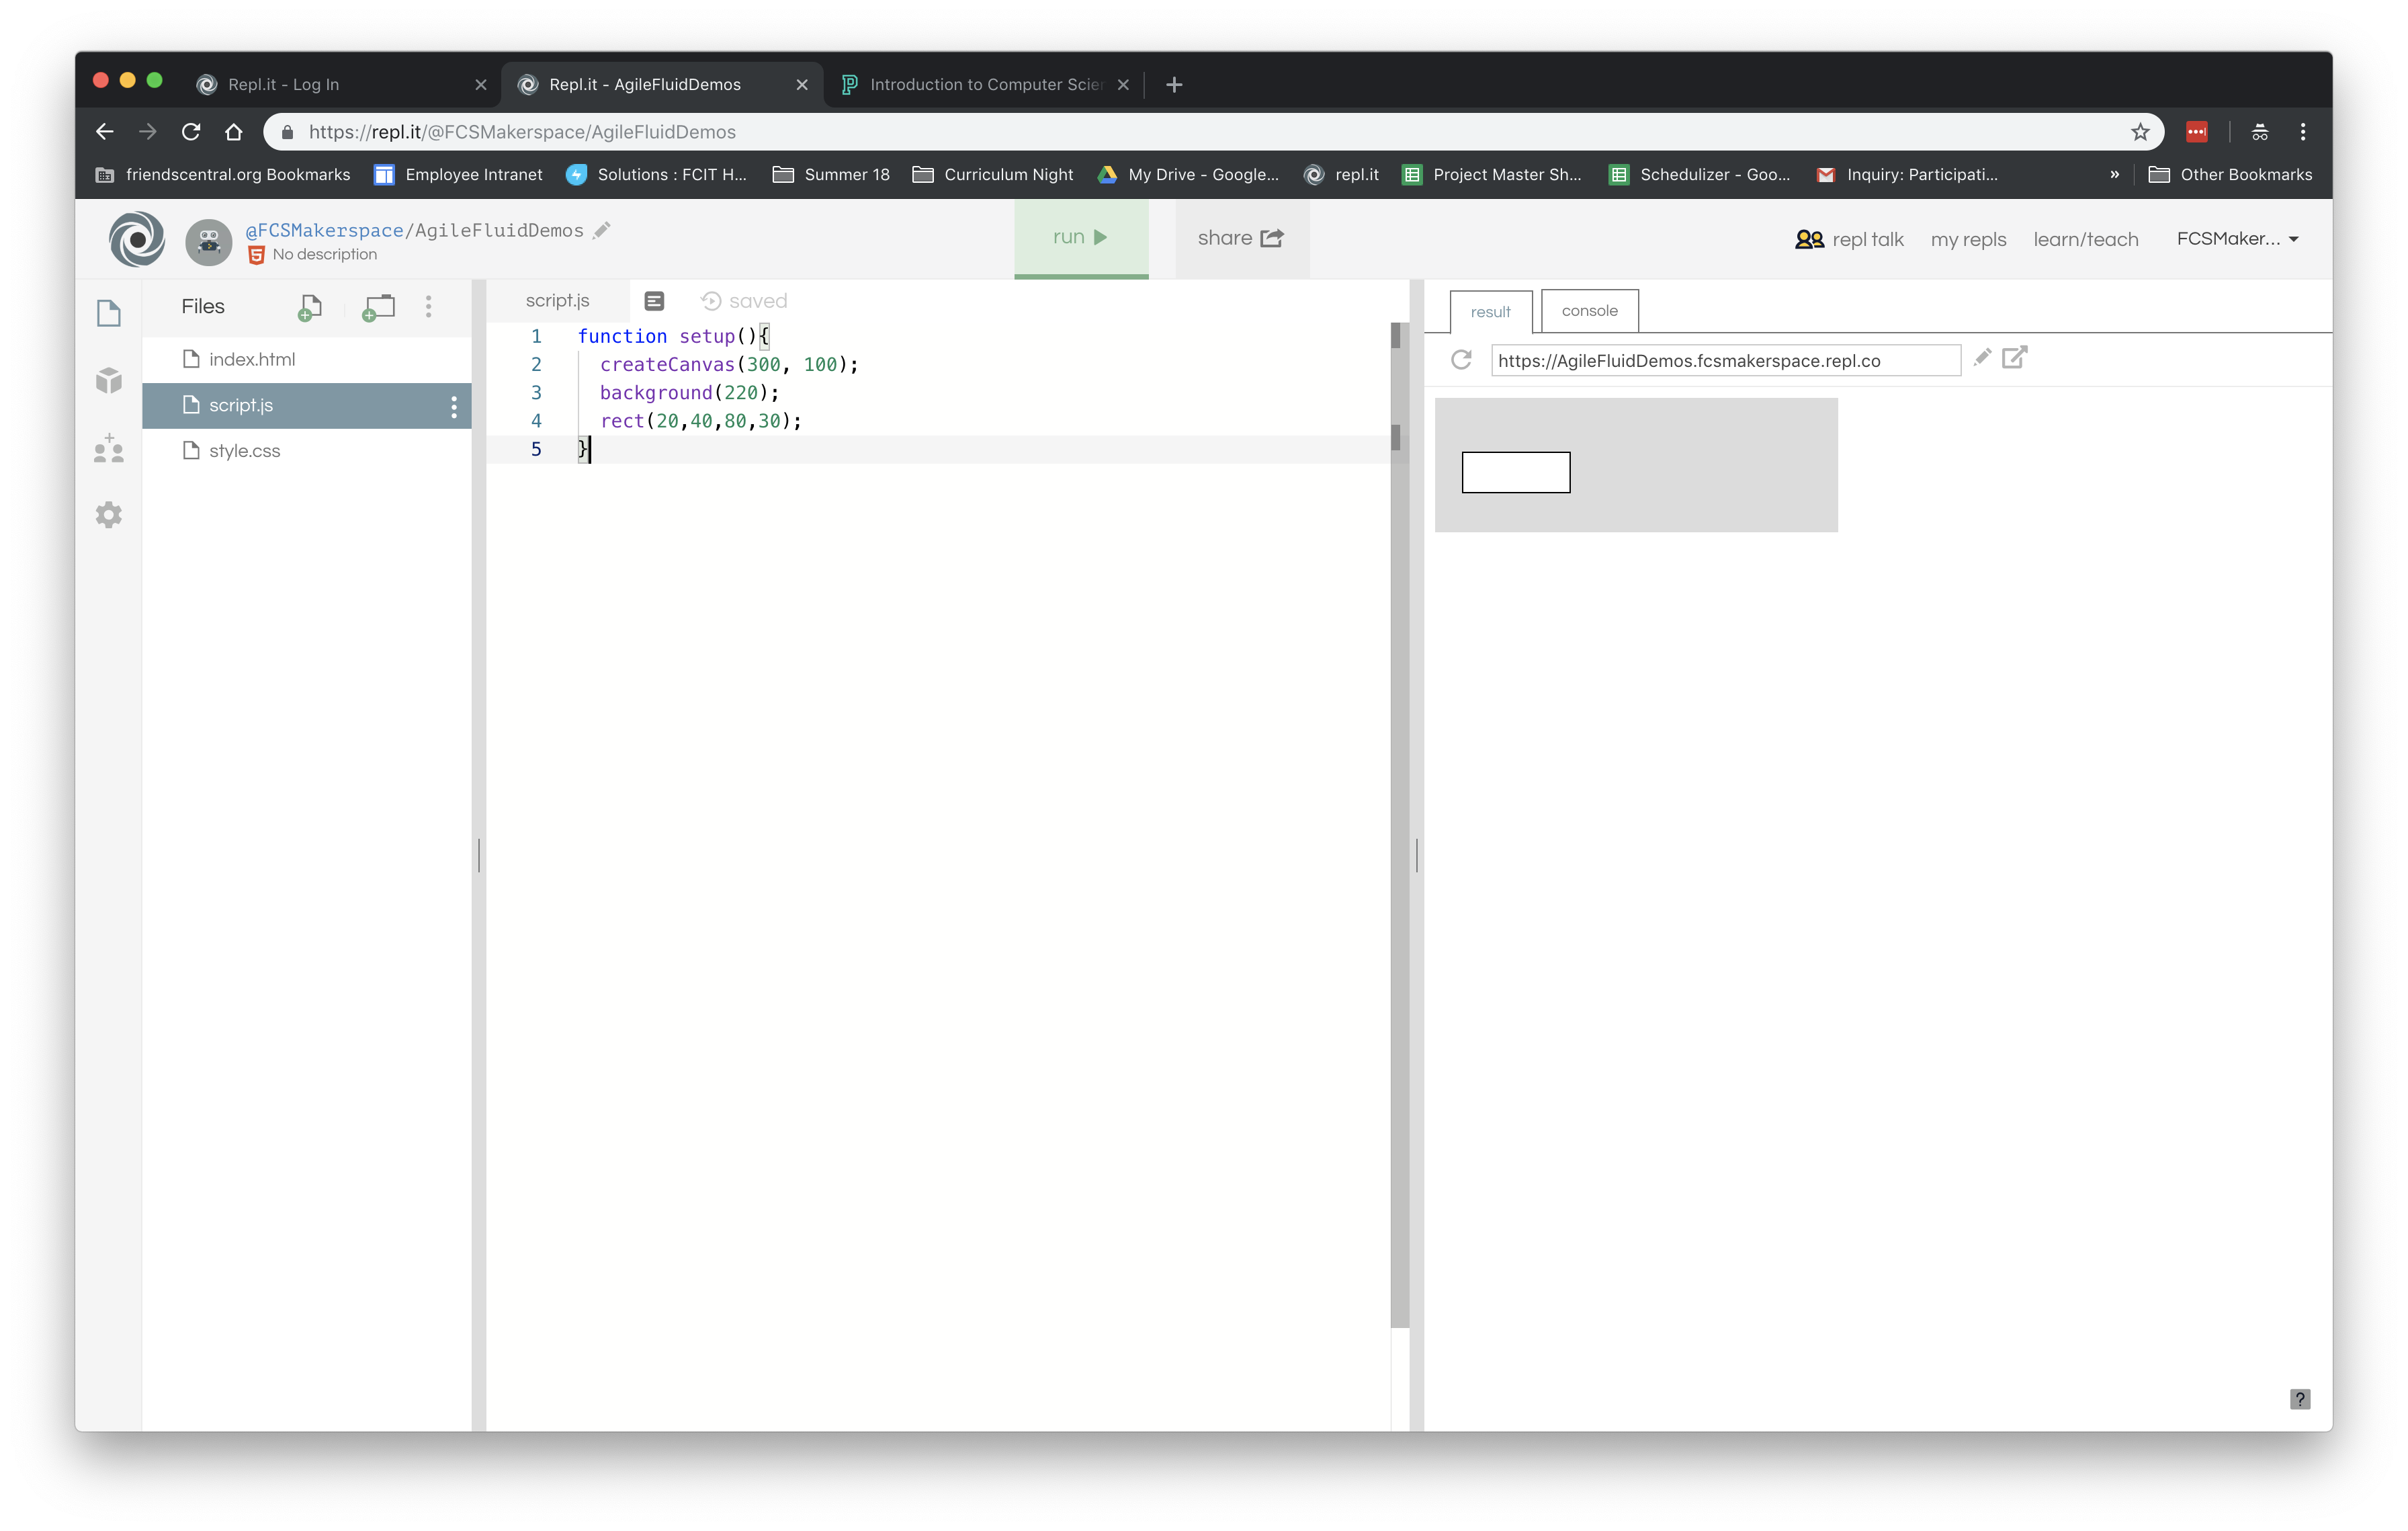 Repl.it - Log In
Repl.it - AgileFluidDemos
Introduction to Computer Scien
https://repl.it/@FCSMakerspace/AgileFluidDemos
friendscentral.org Bookmarks Employee Intranet Solutions : FCIT H... Summer 18 Curriculum Night My Drive - Google... repl.it Project Master Sh... Schedulizer - Goo... Inquiry: Participati... » Other Bookmarks
@FCSMakerspace/AgileFluidDemos
No description
run
share
repl talk my repls learn/teach FCSMaker...
Files
index.html
script.js
style.css
script.js saved
1 function setup(){
2 createCanvas(300, 100);
3 background(220);
4 rect(20,40,80,30);
5 }
result console
https://AgileFluidDemos.fcsmakerspace.repl.co
?